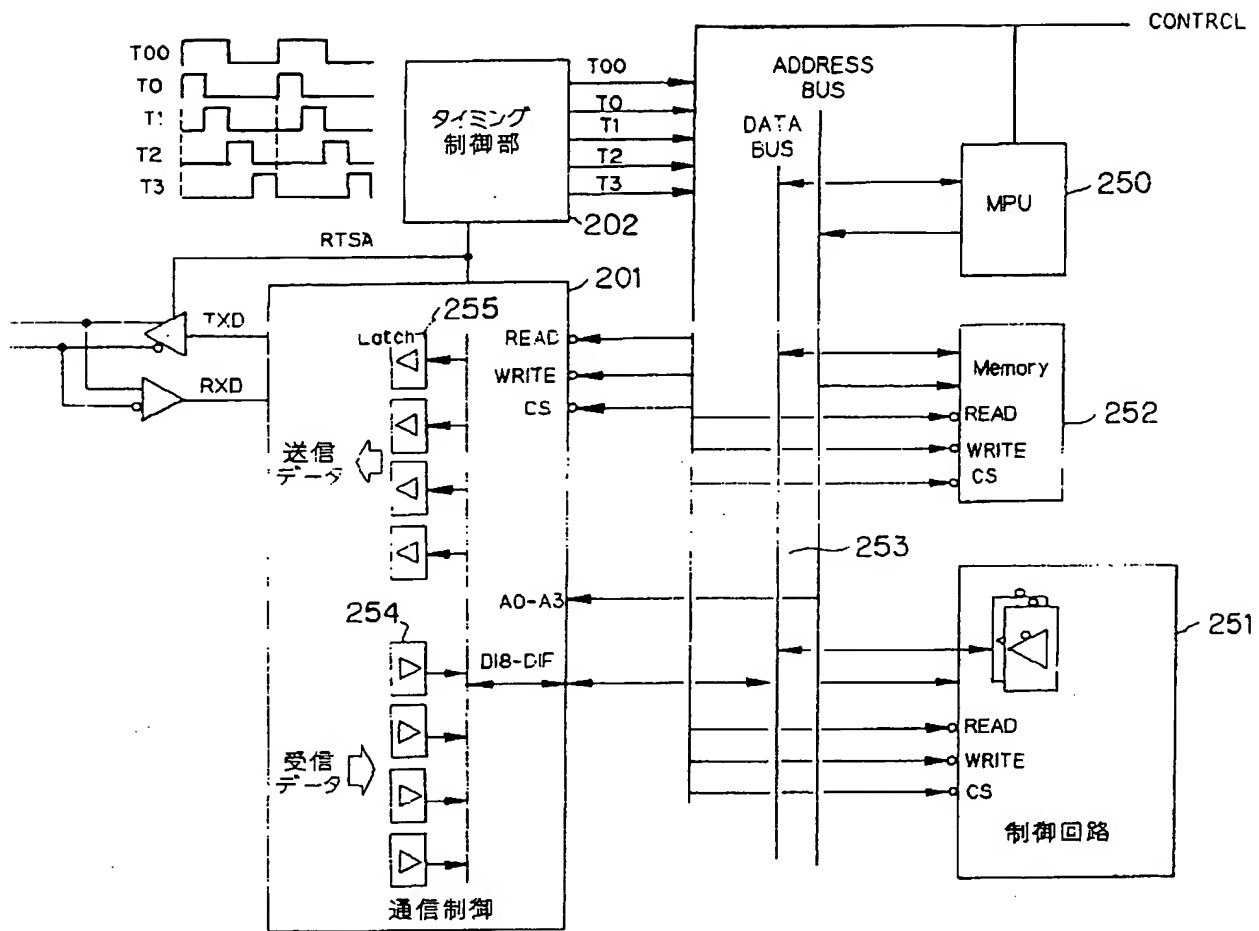 CONTRCL
T00
T0
T1
T2
T3
タイミング
制御部
202
T00
T0
T1
T2
T3
ADDRESS
BUS
DATA
BUS
MPU
250
RTSA
TXD
RXD
201
Latch
255
READ
WRITE
CS
送信
データ
Memory
READ
WRITE
CS
252
253
A0-A3
254
DI8-DIF
受信
データ
通信制御
251
READ
WRITE
CS
制御回路